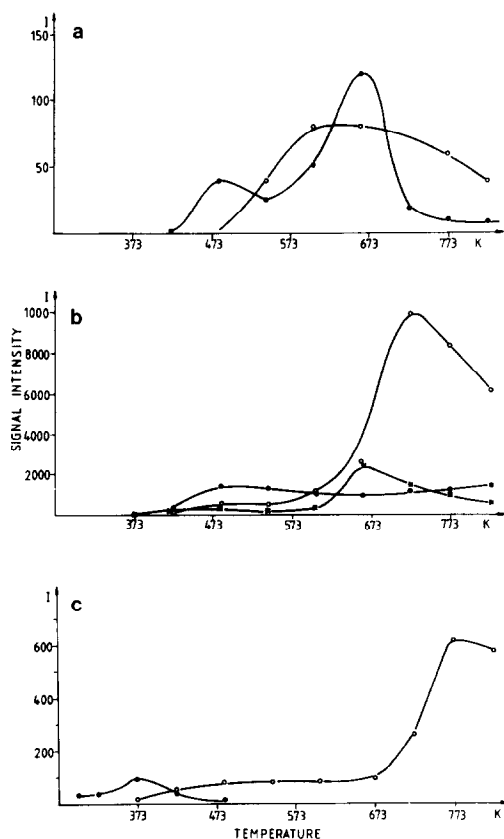 I
a
150
100
50
373 473 573 673 773 K
I
b
SIGNAL INTENSITY
1000
8000
6000
4000
2000
373 473 573 673 773 K
I
c
600
400
200
373 473 573 673 773 K
TEMPERATURE